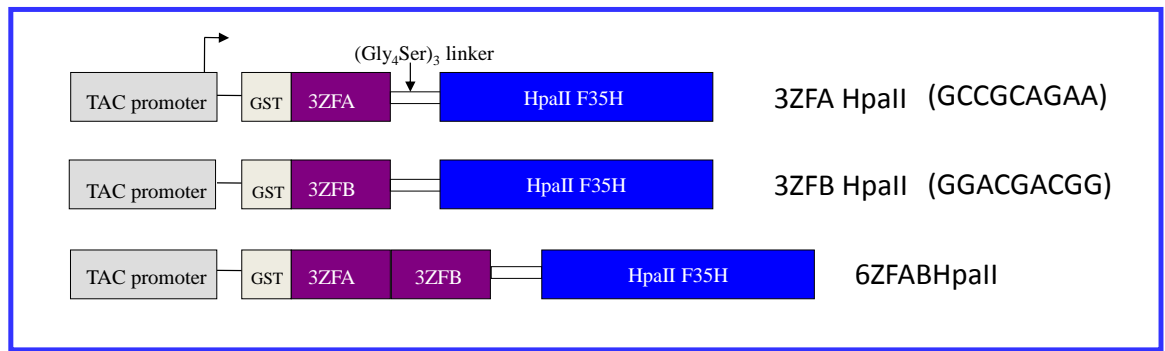 (Gly₄Ser)₃ linker
TAC promoter GST 3ZFA HpaII F35H 3ZFA HpaII (GCCGCAGAA)
TAC promoter GST 3ZFB HpaII F35H 3ZFB HpaII (GGACGACGG)
TAC promoter GST 3ZFA 3ZFB HpaII F35H 6ZFABHpaII